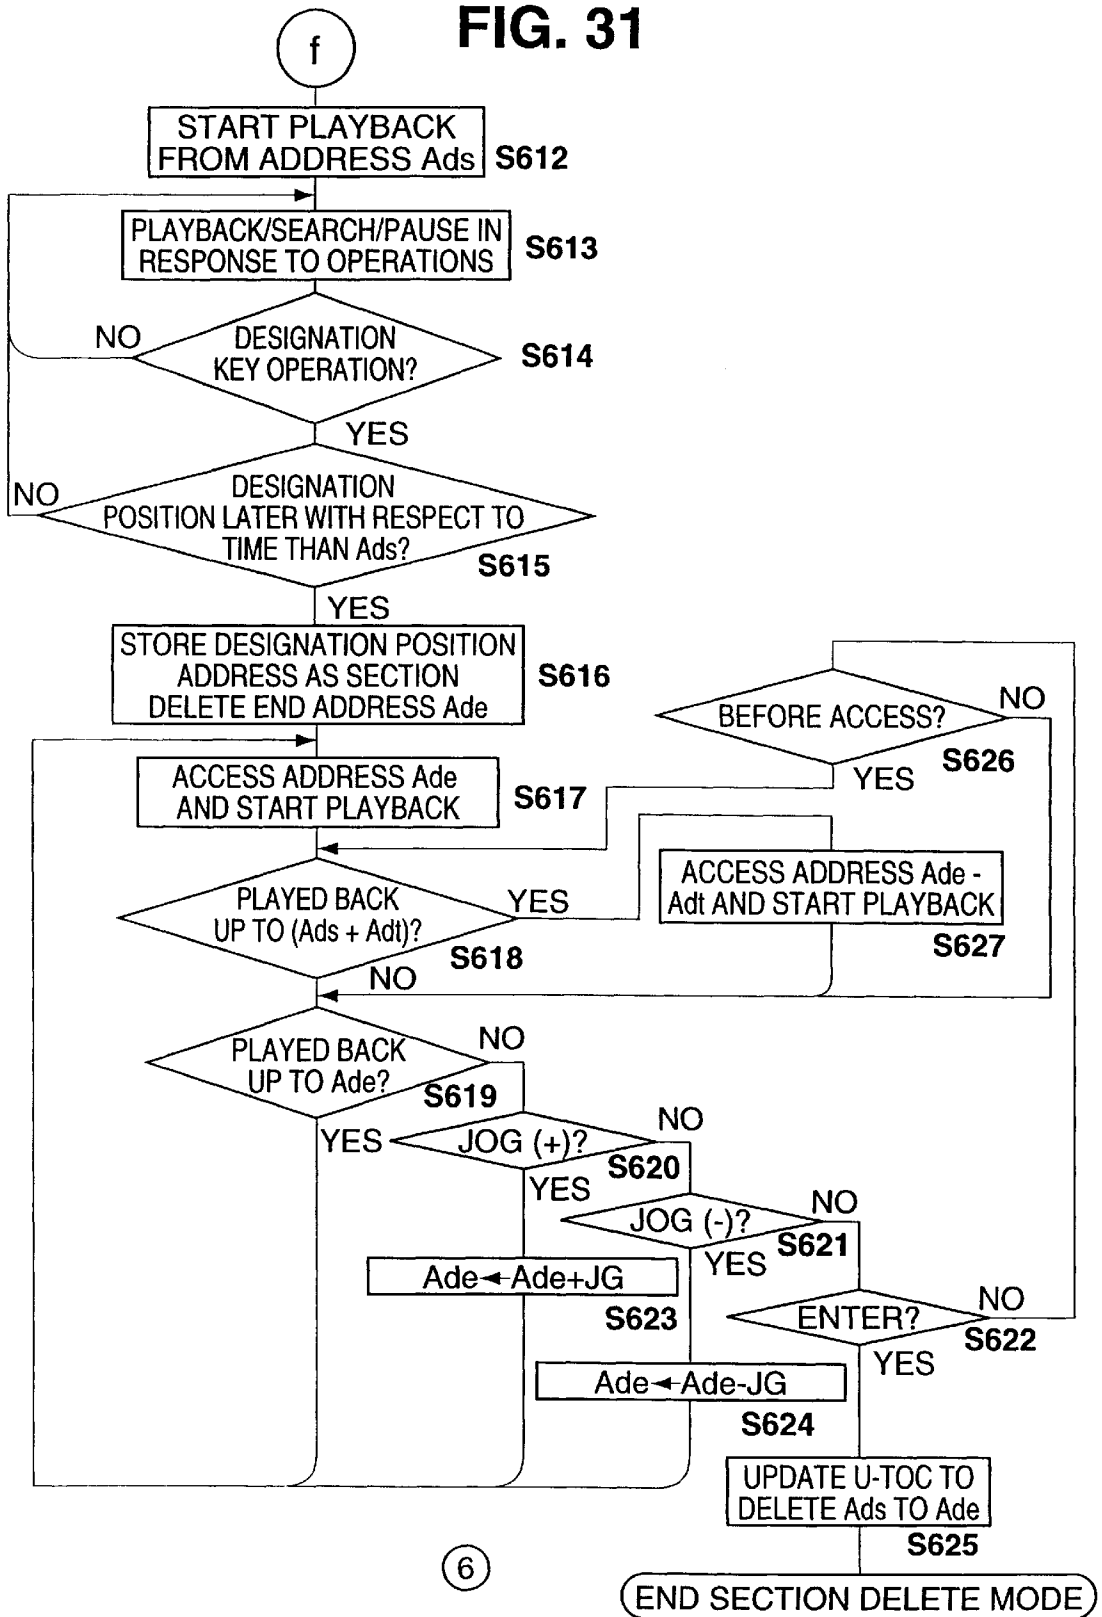 FIG. 31
f
START PLAYBACK
FROM ADDRESS Ads
S612
PLAYBACK/SEARCH/PAUSE IN
RESPONSE TO OPERATIONS
S613
DESIGNATION
KEY OPERATION?
S614
NO
YES
DESIGNATION
POSITION LATER WITH RESPECT TO
TIME THAN Ads?
S615
NO
YES
STORE DESIGNATION POSITION
ADDRESS AS SECTION
DELETE END ADDRESS Ade
S616
BEFORE ACCESS?
NO
S626
YES
ACCESS ADDRESS Ade
AND START PLAYBACK
S617
ACCESS ADDRESS Ade -
Adt AND START PLAYBACK
S627
PLAYED BACK
UP TO (Ads + Adt)?
YES
S618
NO
PLAYED BACK
UP TO Ade?
NO
S619
YES
JOG (+)?
NO
S620
YES
JOG (-)?
NO
S621
YES
Ade←Ade+JG
S623
ENTER?
NO
S622
YES
Ade←Ade-JG
S624
UPDATE U-TOC TO
DELETE Ads TO Ade
S625
6
END SECTION DELETE MODE